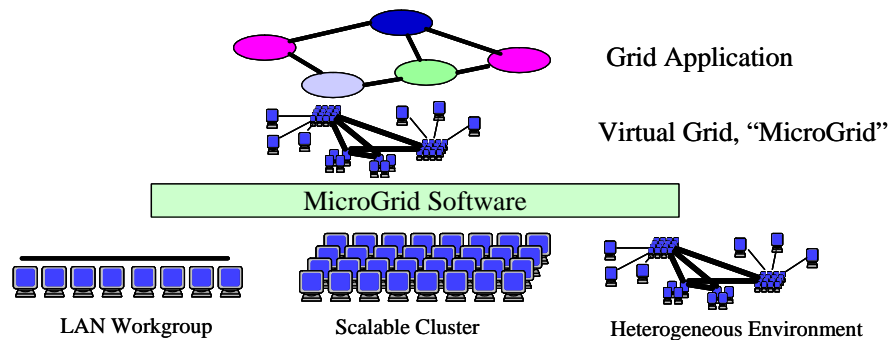 Grid Application
Virtual Grid, “MicroGrid”
MicroGrid Software
LAN Workgroup
Scalable Cluster
Heterogeneous Environment